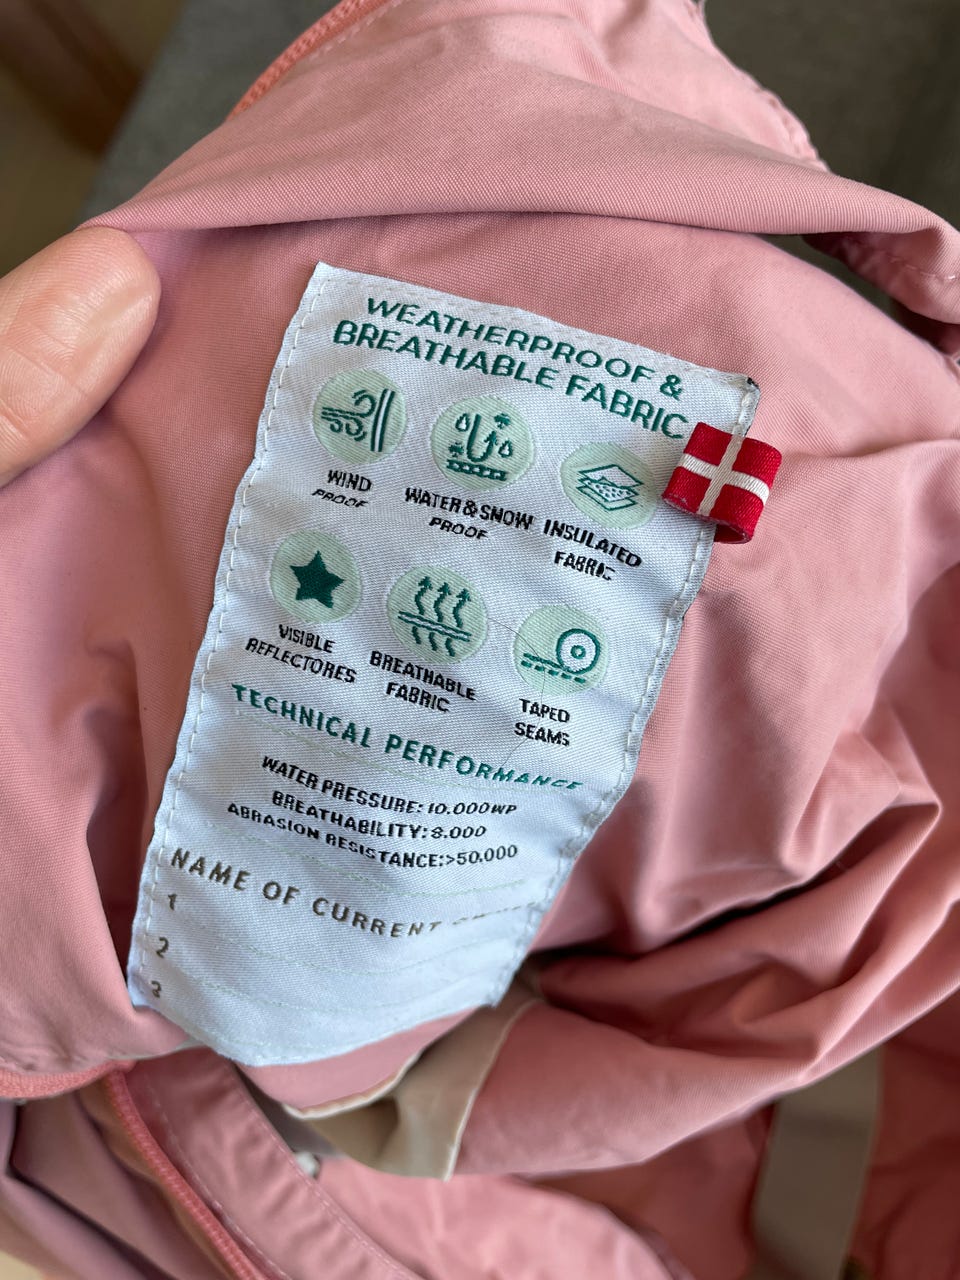 WEATHERPROOF &
BREATHABLE FABRIC
WIND
PROOF
WATER & SNOW
PROOF
INSULATED
FABRIC
VISIBLE
REFLECTORES
BREATHABLE
FABRIC
TAPED
SEAMS
TECHNICAL PERFORMANCE
WATER PRESSURE: 10.000WP
BREATHABILITY: 8.000
ABRASION RESISTANCE:>50.000
NAME OF CURRENT
1
2
3